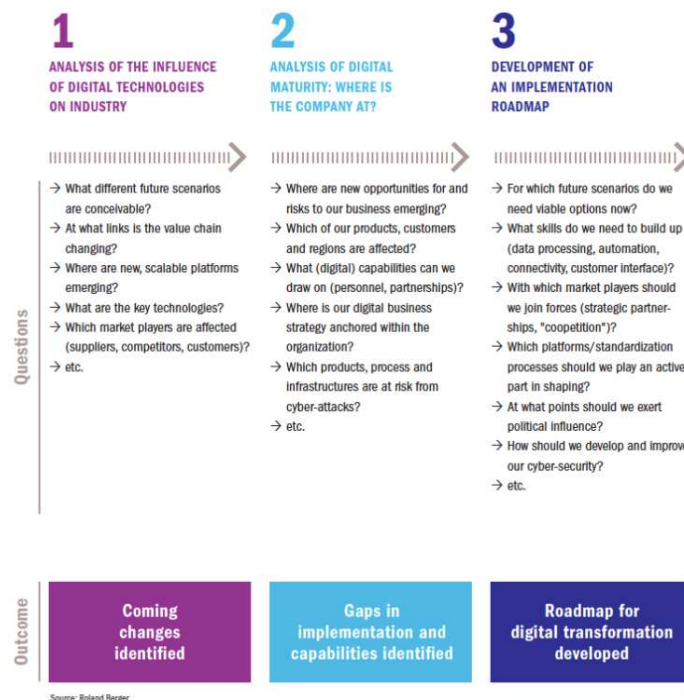 1
ANALYSIS OF THE INFLUENCE
OF DIGITAL TECHNOLOGIES
ON INDUSTRY
2
ANALYSIS OF DIGITAL
MATURITY: WHERE IS
THE COMPANY AT?
3
DEVELOPMENT OF
AN IMPLEMENTATION
ROADMAP
Questions
→ What different future scenarios
are conceivable?
→ At what links is the value chain
changing?
→ Where are new, scalable platforms
emerging?
→ What are the key technologies?
→ Which market players are affected
(suppliers, competitors, customers)?
→ etc.
→ Where are new opportunities for and
risks to our business emerging?
→ Which of our products, customers
and regions are affected?
→ What (digital) capabilities can we
draw on (personnel, partnerships)?
→ Where is our digital business
strategy anchored within the
organization?
→ Which products, process and
infrastructures are at risk from
cyber-attacks?
→ etc.
→ For which future scenarios do we
need viable options now?
→ What skills do we need to build up
(data processing, automation,
connectivity, customer interface)?
→ With which market players should
we join forces (strategic partner-
ships, "coopetition")?
→ Which platforms/standardization
processes should we play an active
part in shaping?
→ At what points should we exert
political influence?
→ How should we develop and improve
our cyber-security?
→ etc.
Outcome
Coming
changes
identified
Gaps in
implementation and
capabilities identified
Roadmap for
digital transformation
developed
Source: Roland Berger